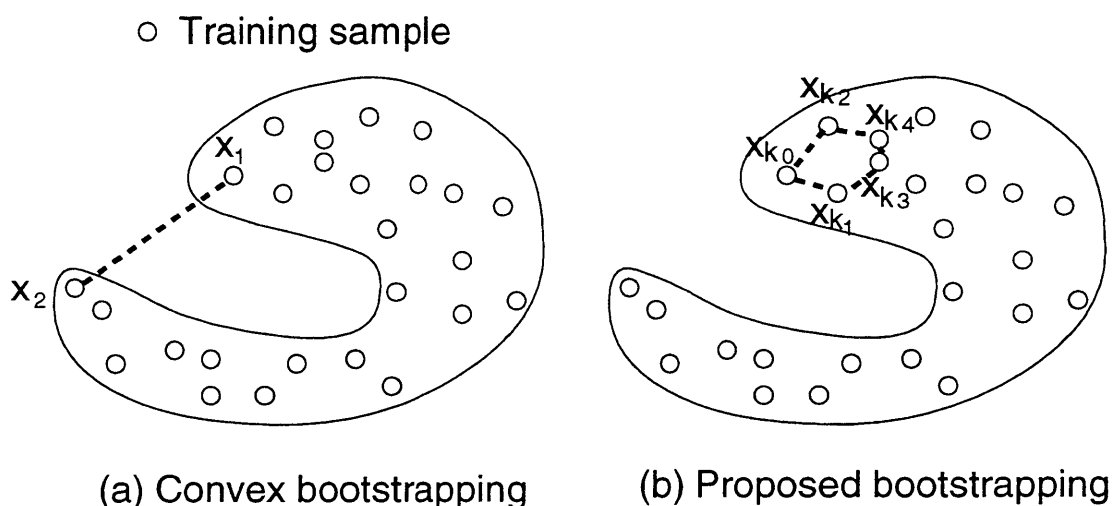 Training sample
x1
x2
xk2
xk4
xk0
xk3
xk1
(a) Convex bootstrapping
(b) Proposed bootstrapping